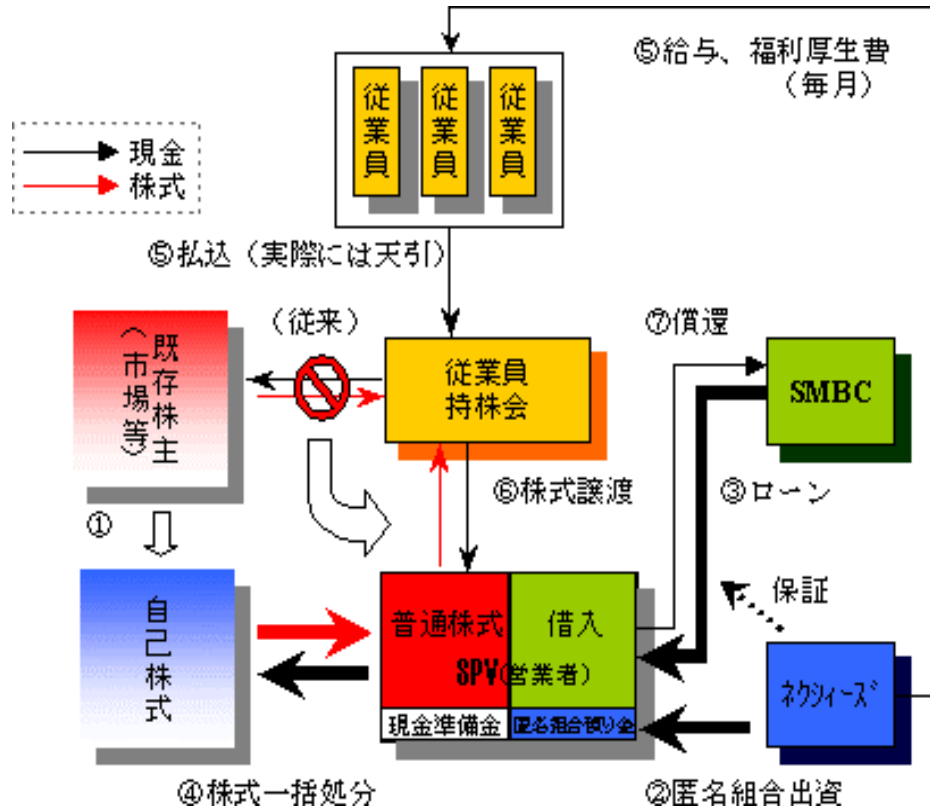 ⑤給与、福利厚生費
（毎月）
従業員
従業員
従業員
現金
株式
⑤払込（実際には天引）
（従来）
⑦償還
既存株主
（市場等）
従業員
持株会
SMBC
①
⑥株式譲渡
③ローン
自己株式
普通株式
借入
SPV(営業者)
保証
ネクシィーズ
現金準備金
匿名組合預り金
④株式一括処分
②匿名組合出資